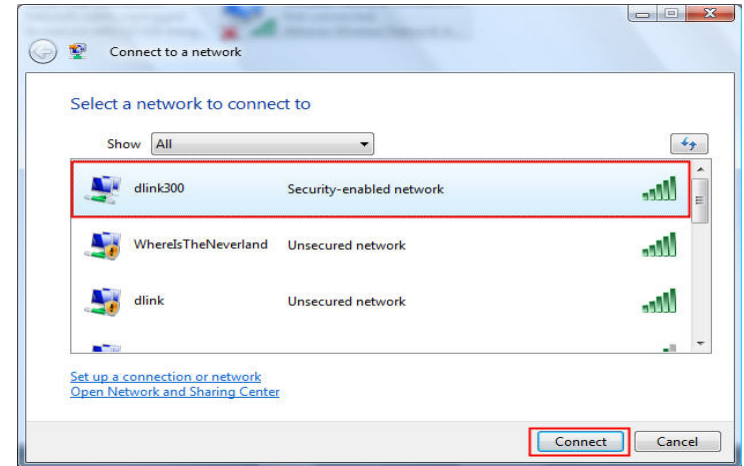 Connect to a network
Select a network to connect to
Show All
dlink300 Security-enabled network
WhereIsTheNeverland Unsecured network
dlink Unsecured network
Set up a connection or network
Open Network and Sharing Center
Connect Cancel